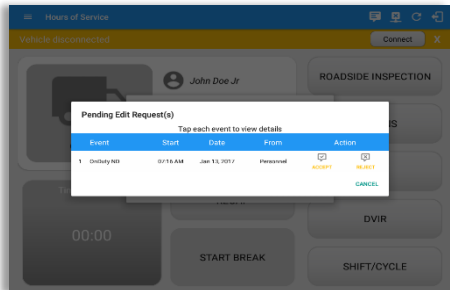 Hours of Service
Vehicle disconnected
Connect
X
John Doe Jr
ROADSIDE INSPECTION
Pending Edit Request(s)
Tap each event to view details
Event Start Date From Action
1 OnDuty ND 07:16 AM Jan 13, 2017 Personnel
ACCEPT REJECT
CANCEL
00:00
DVIR
START BREAK
SHIFT/CYCLE